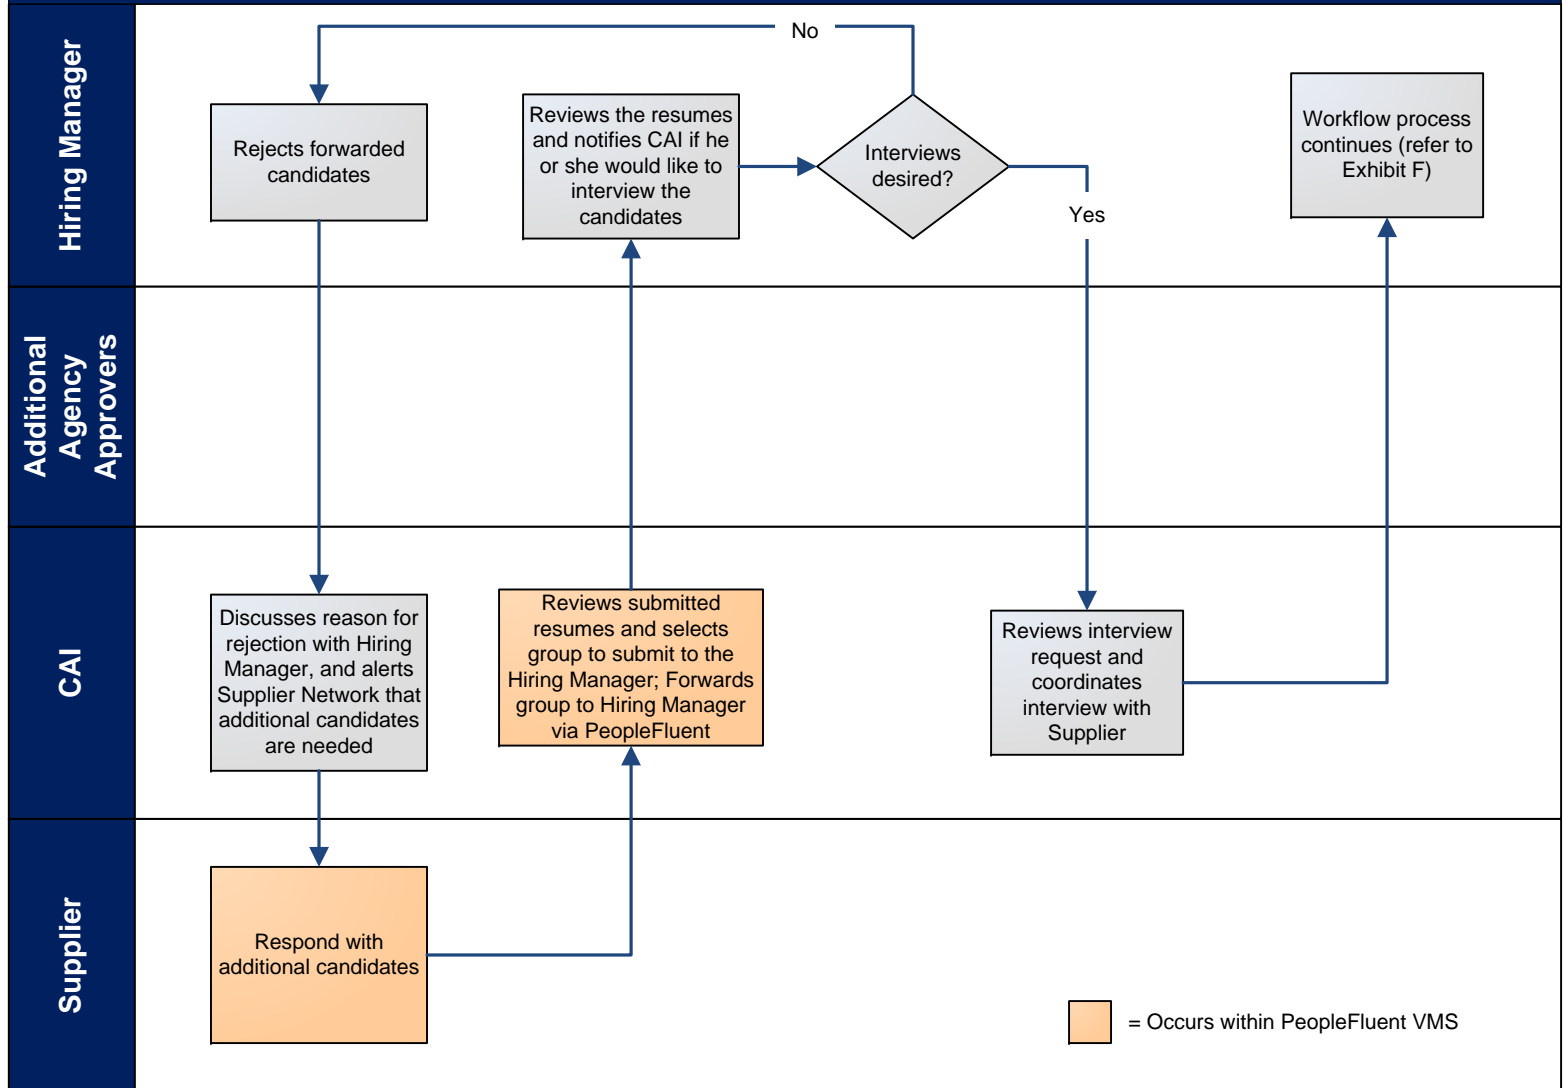 Hiring Manager
No
Rejects forwarded
candidates
Reviews the resumes
and notifies CAI if he
or she would like to
interview the
candidates
Interviews
desired?
Yes
Workflow process
continues (refer to
Exhibit F)
Additional
Agency
Approvers
CAI
Discusses reason for
rejection with Hiring
Manager, and alerts
Supplier Network that
additional candidates
are needed
Reviews submitted
resumes and selects
group to submit to the
Hiring Manager; Forwards
group to Hiring Manager
via PeopleFluent
Reviews interview
request and
coordinates
interview with
Supplier
Supplier
Respond with
additional candidates
= Occurs within PeopleFluent VMS